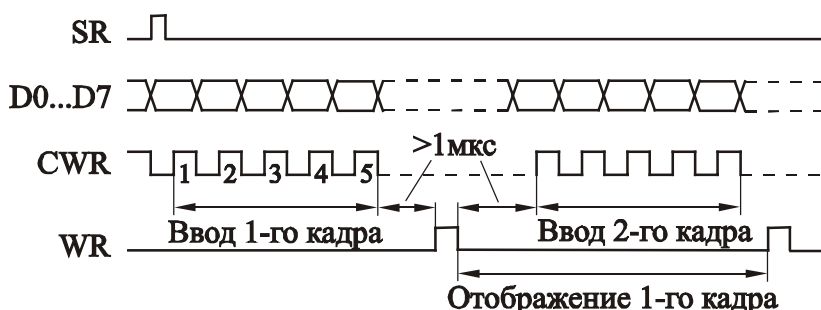 SR
D0...D7
CWR
1 2 3 4 5
>1мкс
Ввод 1-го кадра
Ввод 2-го кадра
WR
Отображение 1-го кадра